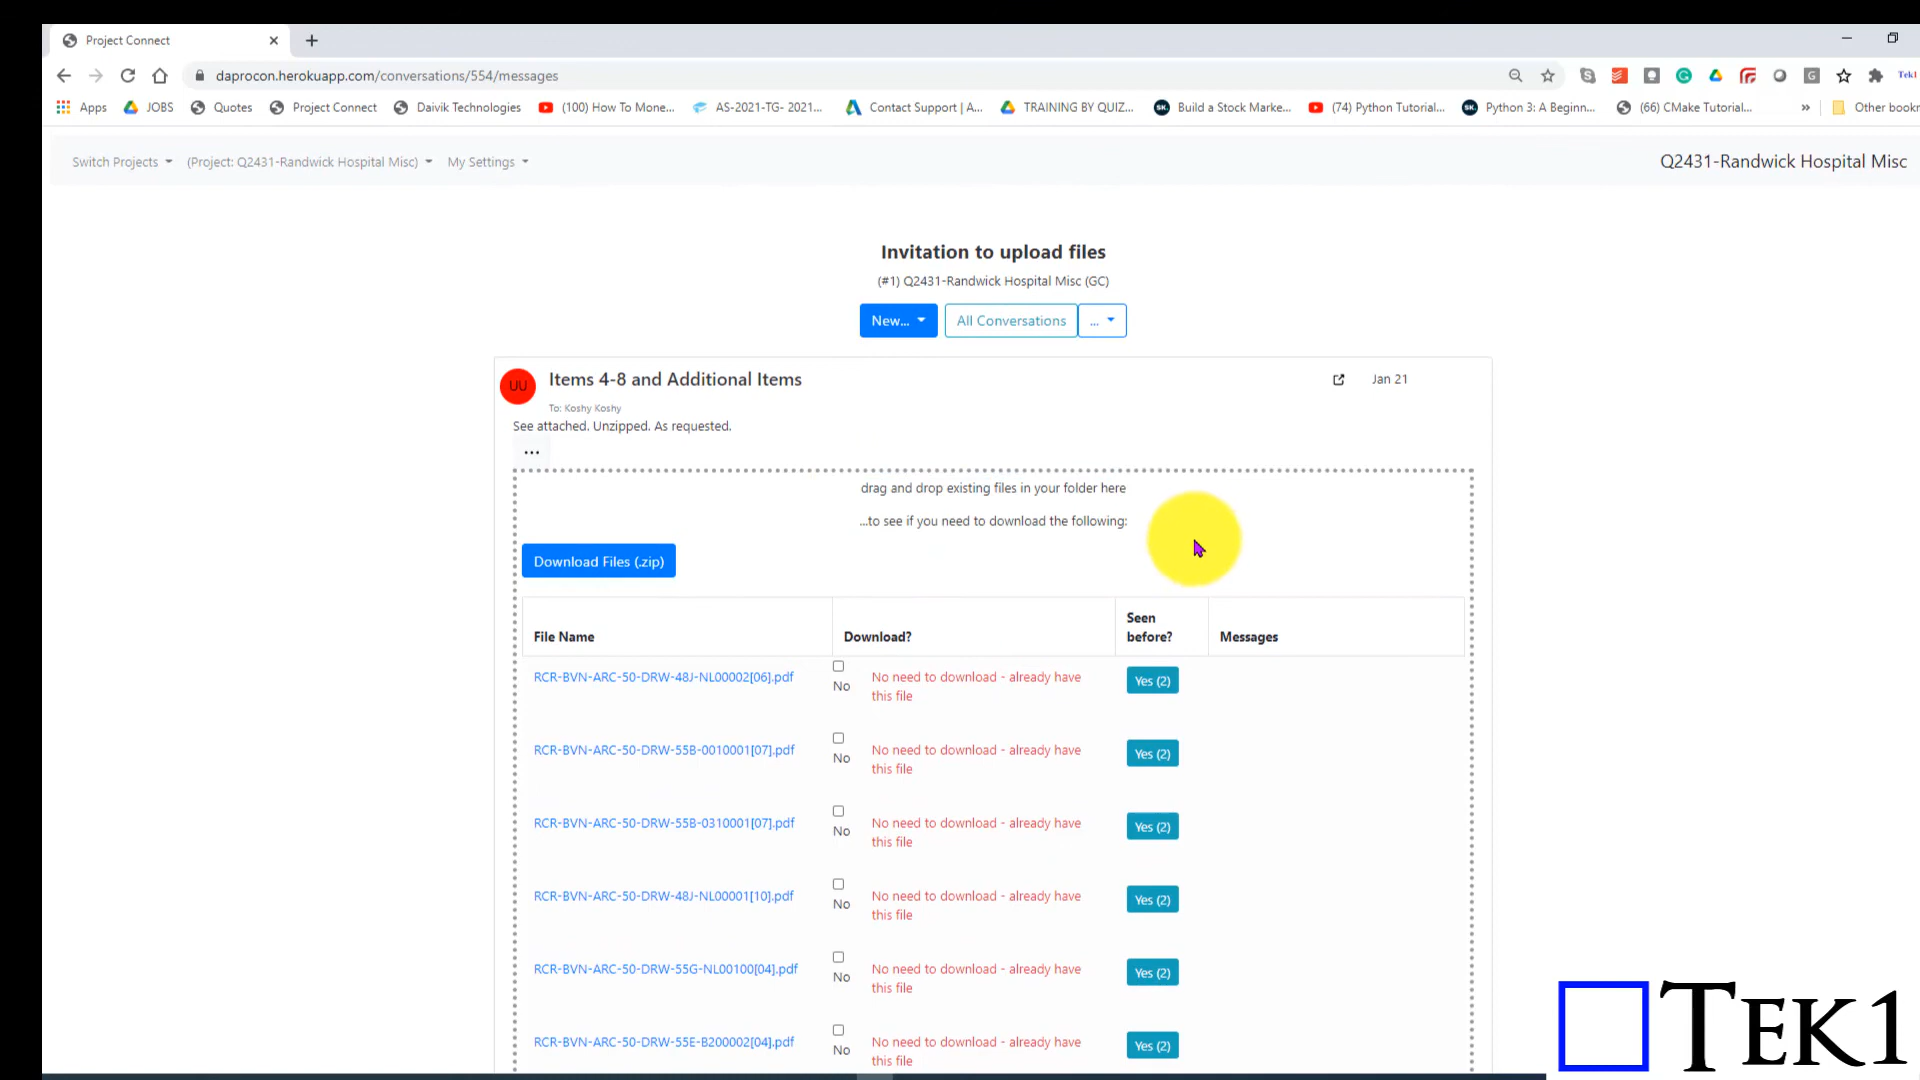 Project Connect
daprocon.herokuapp.com/conversations/554/messages
Tek1
Apps JOBS Quotes Project Connect Daivik Technologies (100) How To Mone... AS-2021-TG- 2021... Contact Support | A... TRAINING BY QUIZ... Build a Stock Marke... (74) Python Tutorial... Python 3: A Beginn... (66) CMake Tutorial... » Other bookr
Switch Projects (Project: Q2431-Randwick Hospital Misc) My Settings Q2431-Randwick Hospital Misc
Invitation to upload files
(#1) Q2431-Randwick Hospital Misc (GC)
New... All Conversations ...
UU Items 4-8 and Additional Items Jan 21
To: Koshy Koshy
See attached. Unzipped. As requested.
...
drag and drop existing files in your folder here
...to see if you need to download the following:
Download Files (.zip)
File Name Download? Seen before? Messages
RCR-BVN-ARC-50-DRW-48J-NL00002[06].pdf No No need to download - already have this file Yes (2)
RCR-BVN-ARC-50-DRW-55B-0010001[07].pdf No No need to download - already have this file Yes (2)
RCR-BVN-ARC-50-DRW-55B-0310001[07].pdf No No need to download - already have this file Yes (2)
RCR-BVN-ARC-50-DRW-48J-NL00001[10].pdf No No need to download - already have this file Yes (2)
RCR-BVN-ARC-50-DRW-55G-NL00100[04].pdf No No need to download - already have this file Yes (2)
RCR-BVN-ARC-50-DRW-55E-B200002[04].pdf No No need to download - already have this file Yes (2)
TEK1